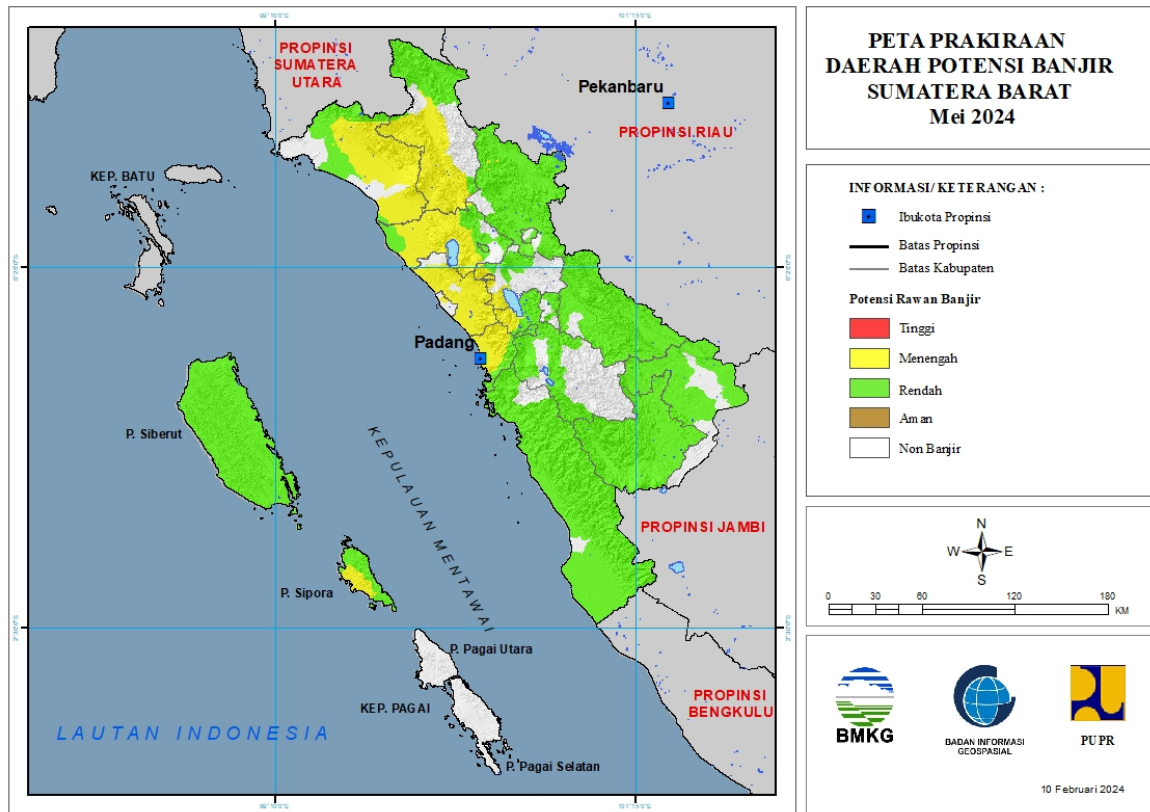 PETA PRAKIRAAN
DAERAH POTENSI BANJIR
SUMATERA BARAT
Mei 2024
INFORMASI/ KETERANGAN :
Ibukota Propinsi
Batas Propinsi
Batas Kabupaten
Potensi Rawan Banjir
Tinggi
Menengah
Rendah
Aman
Non Banjir
N
W E
S
0 30 60 120 180
KM
BMKG
BADAN INFORMASI
GEOSPASIAL
PUPR
10 Februari 2024
PROPINSI
SUMATERA
UTARA
Pekanbaru
PROPINSI RIAU
KEP. BATU
Padang
P. Siberut
KEPULAUAN MENTAWAI
PROPINSI JAMBI
P. Sipora
P. Pagai Utara
KEP. PAGAI
PROPINSI
BENGKULU
LAUTAN INDONESIA
P. Pagai Selatan